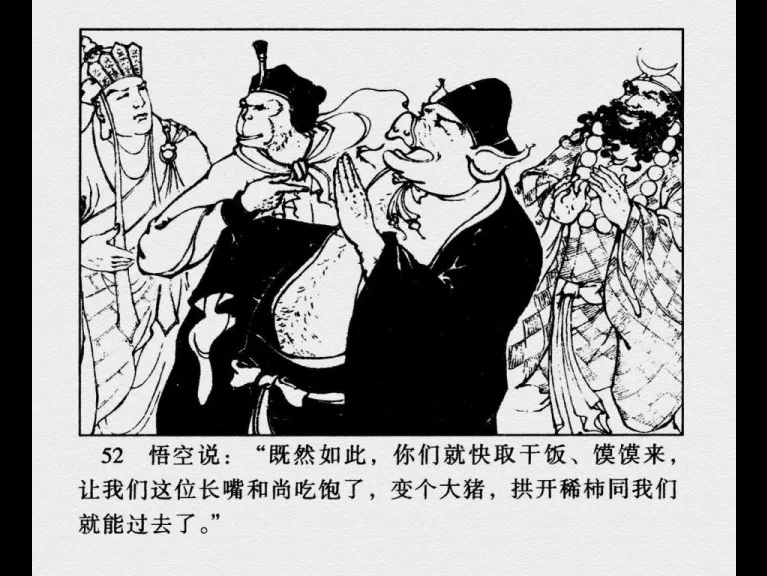 52 悟空说：“既然如此，你们就快取干饭、馍馍来，
让我们这位长嘴和尚吃饱了，变个大猪，拱开稀柿同我们
就能过去了。”